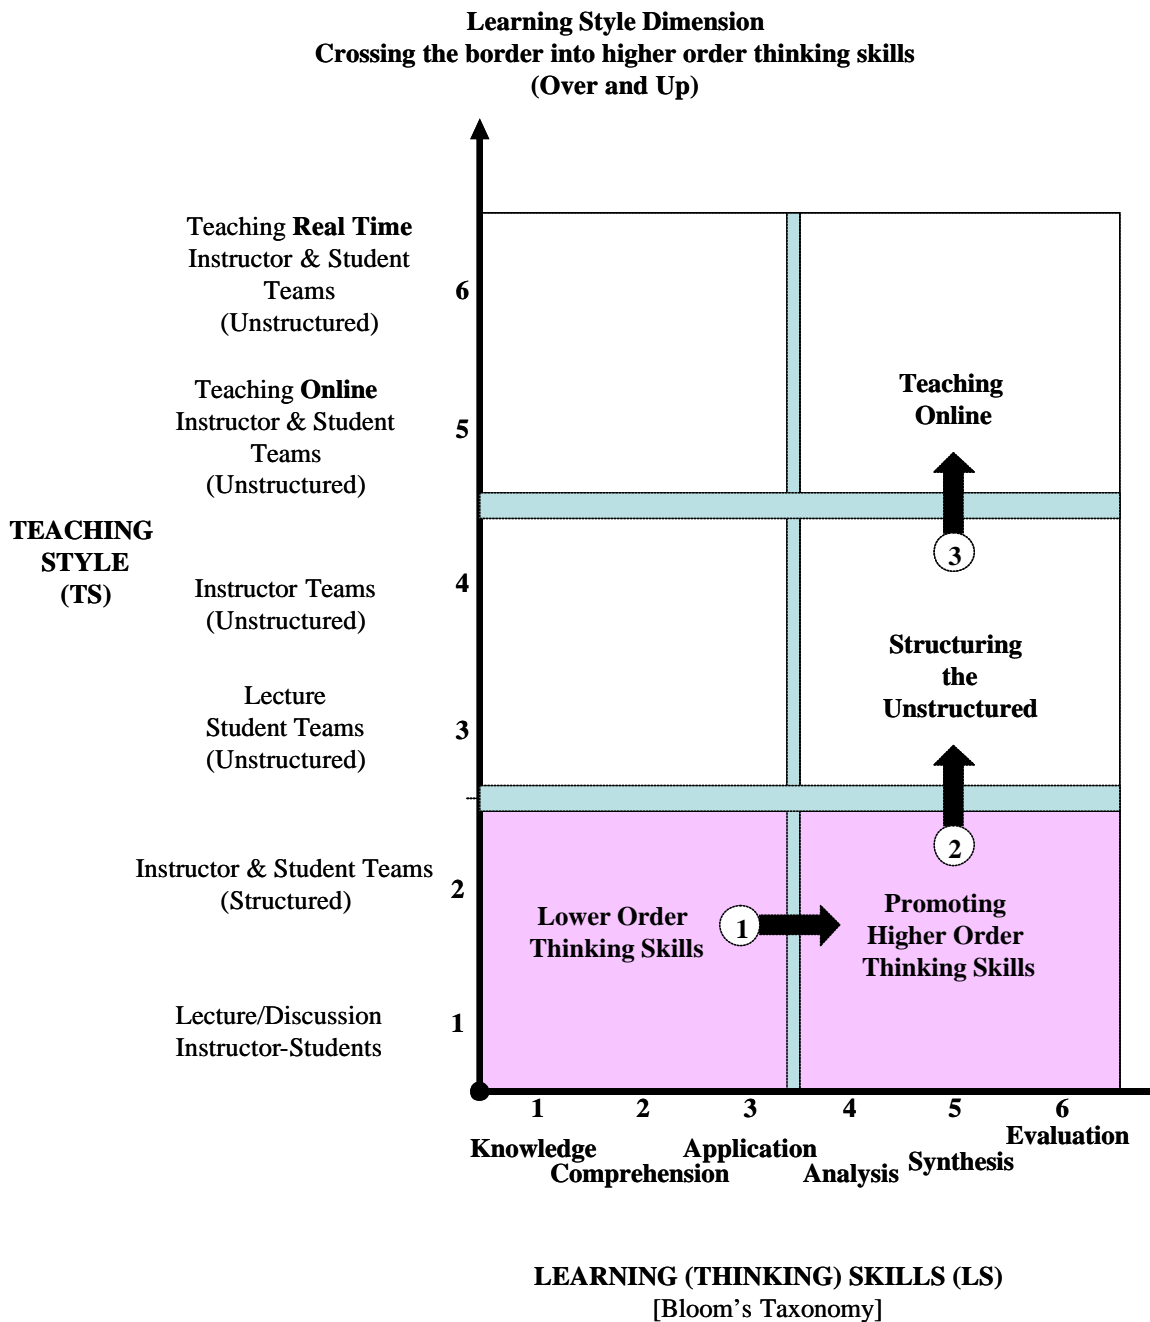 Learning Style Dimension
Crossing the border into higher order thinking skills
(Over and Up)
Teaching Real Time
Instructor & Student
Teams
(Unstructured)
6
Teaching Online
Instructor & Student
Teams
(Unstructured)
5
Teaching
Online
TEACHING
STYLE
(TS)
3
Instructor Teams
(Unstructured)
4
Structuring
the
Unstructured
Lecture
Student Teams
(Unstructured)
3
2
Instructor & Student Teams
(Structured)
2
Lower Order
Thinking Skills
1
Promoting
Higher Order
Thinking Skills
Lecture/Discussion
Instructor-Students
1
1 2 3 4 5 6
Knowledge
Comprehension
Application
Analysis
Synthesis
Evaluation
LEARNING (THINKING) SKILLS (LS)
[Bloom's Taxonomy]